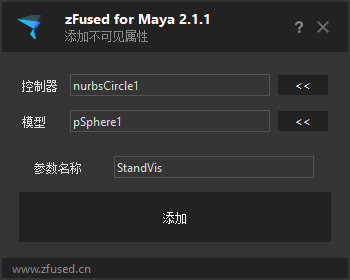 zFused for Maya 2.1.1
添加不可见属性
? ×
控制器 nurbsCircle1 <<
模型 pSphere1 <<
参数名称 StandVis
添加
www.zfused.cn